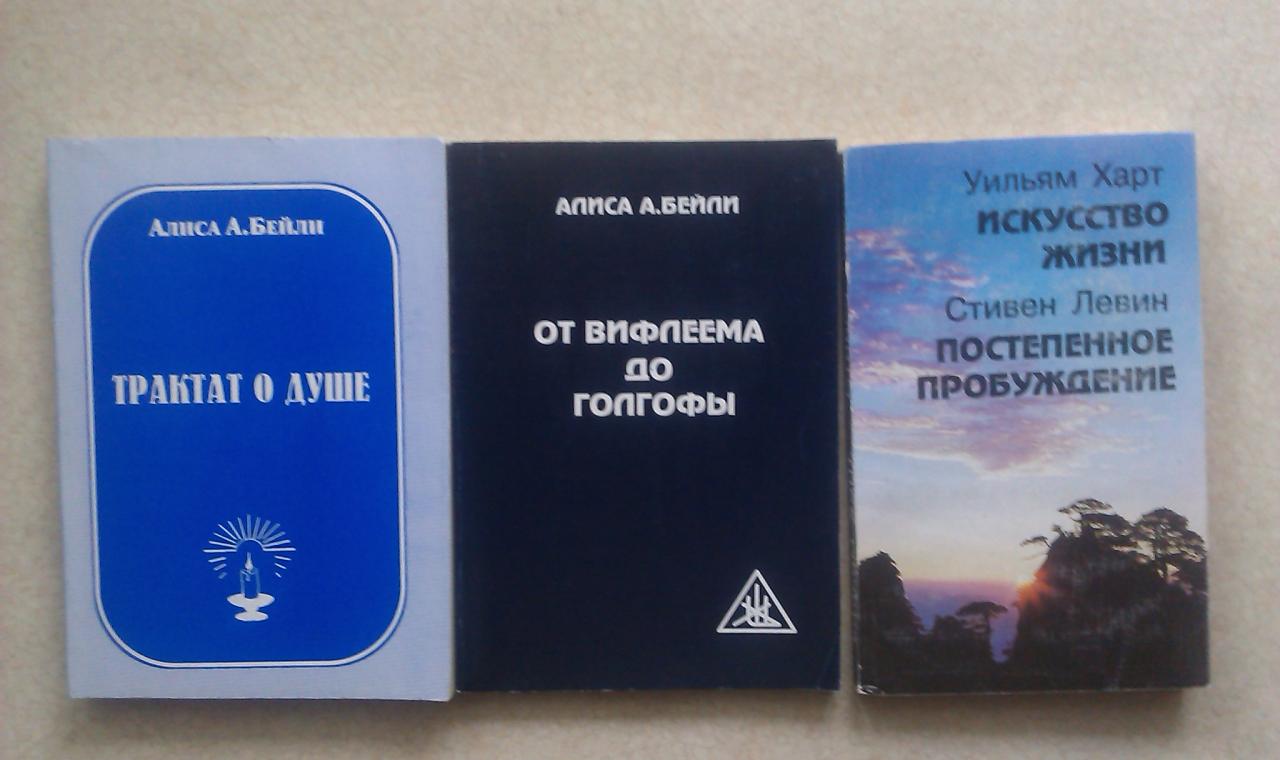 Алиса А.Бейли
ТРАКТАТ О ДУШЕ
АЛИСА А.БЕЙЛИ
ОТ ВИФЛЕЕМА
ДО
ГОЛГОФЫ
Уильям Харт
ИСКУССТВО
ЖИЗНИ
Стивен Левин
ПОСТЕПЕННОЕ
ПРОБУЖДЕНИЕ